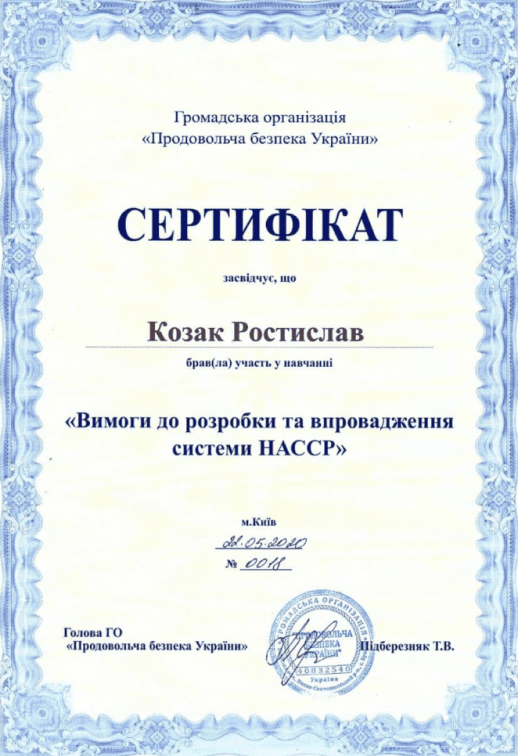 Громадська організація
«Продовольча безпека України»
СЕРТИФІКАТ
засвідчує, що
Козак Ростислав
брав(ла) участь у навчанні
«Вимоги до розробки та впровадження
системи НАССР»
м.Київ
22.05.2020
№ 0018
Голова ГО
«Продовольча безпека України»
Підберезняк Т.В.
ГРОМАДСЬКА ОРГАНІЗАЦІЯ
"ПРОДОВОЛЬЧА
БЕЗПЕКА
УКРАЇНИ"
40832540
Україна